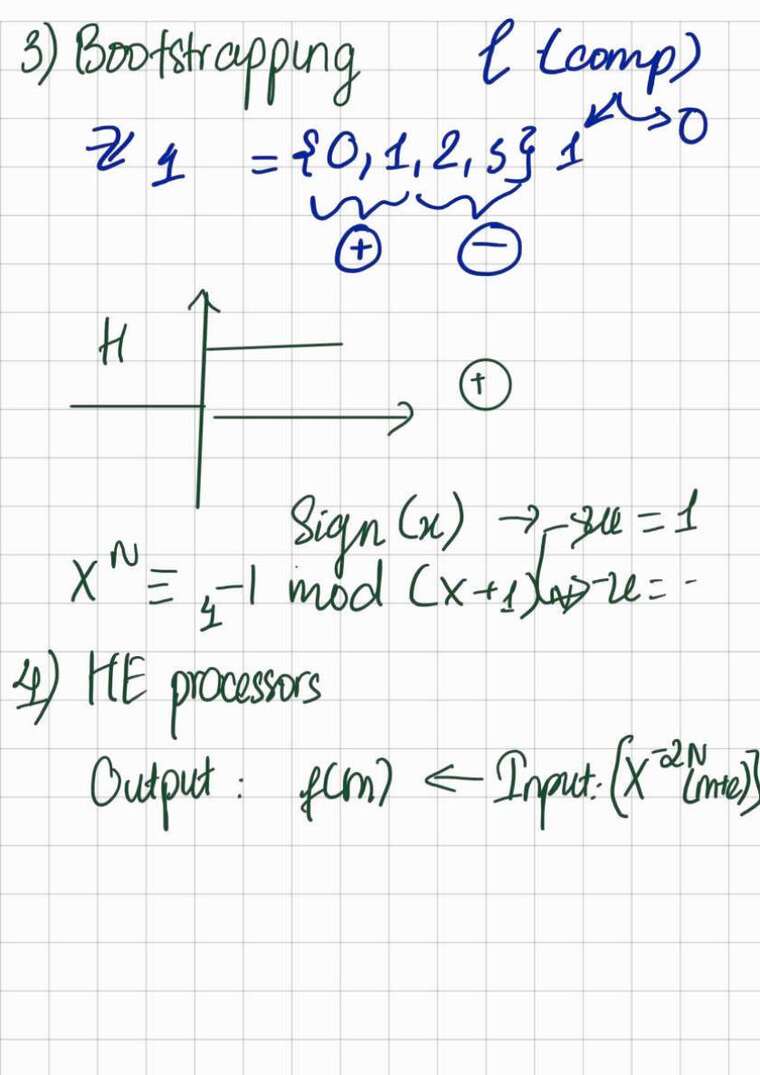 3) Bootstrapping f (comp)
ℤ 4 = {0, 1, 2, 3} 1 0
+ −
H
+
Sign (x) → = 1
X^N ≡ -1 mod (X+1)
4) HE processors
Output : f(m) ← Input: (X^-2N (m+e))